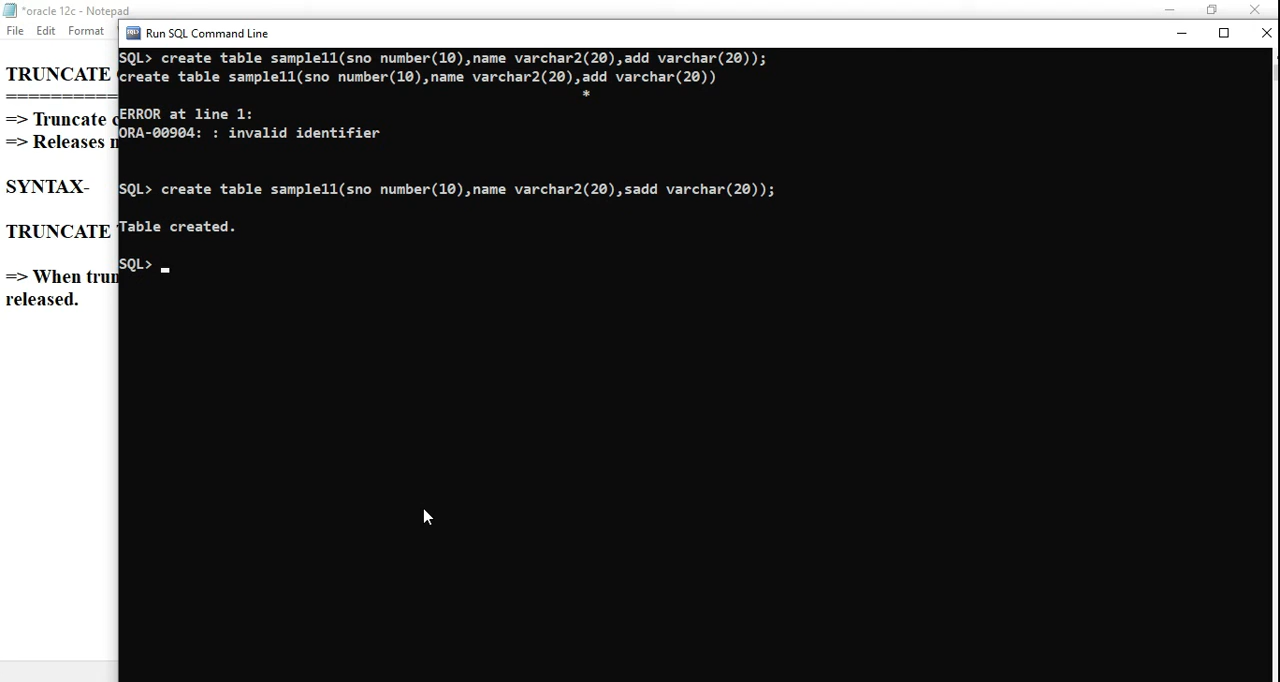 *oracle 12c - Notepad
File Edit Format
Run SQL Command Line
TRUNCATE
==========
=> Truncate
=> Releases
SYNTAX-
TRUNCATE
=> When
released.
SQL> create table sample11(sno number(10),name varchar2(20),add varchar(20));
create table sample11(sno number(10),name varchar2(20),add varchar(20))
*
ERROR at line 1:
ORA-00904: : invalid identifier
SQL> create table sample11(sno number(10),name varchar2(20),sadd varchar(20));
Table created.
SQL> _